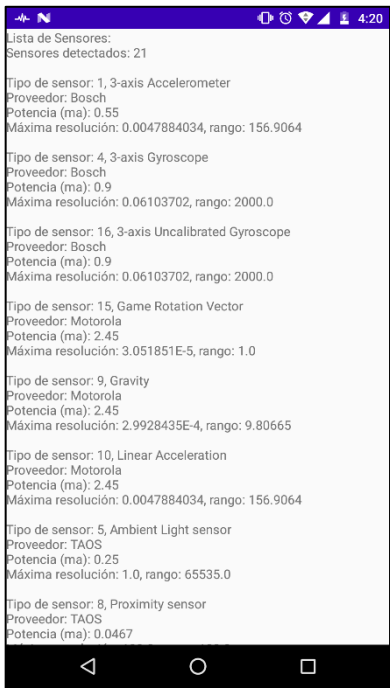 4:20
Lista de Sensores:
Sensores detectados: 21
Tipo de sensor: 1, 3-axis Accelerometer
Proveedor: Bosch
Potencia (ma): 0.55
Máxima resolución: 0.0047884034, rango: 156.9064
Tipo de sensor: 4, 3-axis Gyroscope
Proveedor: Bosch
Potencia (ma): 0.9
Máxima resolución: 0.06103702, rango: 2000.0
Tipo de sensor: 16, 3-axis Uncalibrated Gyroscope
Proveedor: Bosch
Potencia (ma): 0.9
Máxima resolución: 0.06103702, rango: 2000.0
Tipo de sensor: 15, Game Rotation Vector
Proveedor: Motorola
Potencia (ma): 2.45
Máxima resolución: 3.051851E-5, rango: 1.0
Tipo de sensor: 9, Gravity
Proveedor: Motorola
Potencia (ma): 2.45
Máxima resolución: 2.9928435E-4, rango: 9.80665
Tipo de sensor: 10, Linear Acceleration
Proveedor: Motorola
Potencia (ma): 2.45
Máxima resolución: 0.0047884034, rango: 156.9064
Tipo de sensor: 5, Ambient Light sensor
Proveedor: TAOS
Potencia (ma): 0.25
Máxima resolución: 1.0, rango: 65535.0
Tipo de sensor: 8, Proximity sensor
Proveedor: TAOS
Potencia (ma): 0.0467